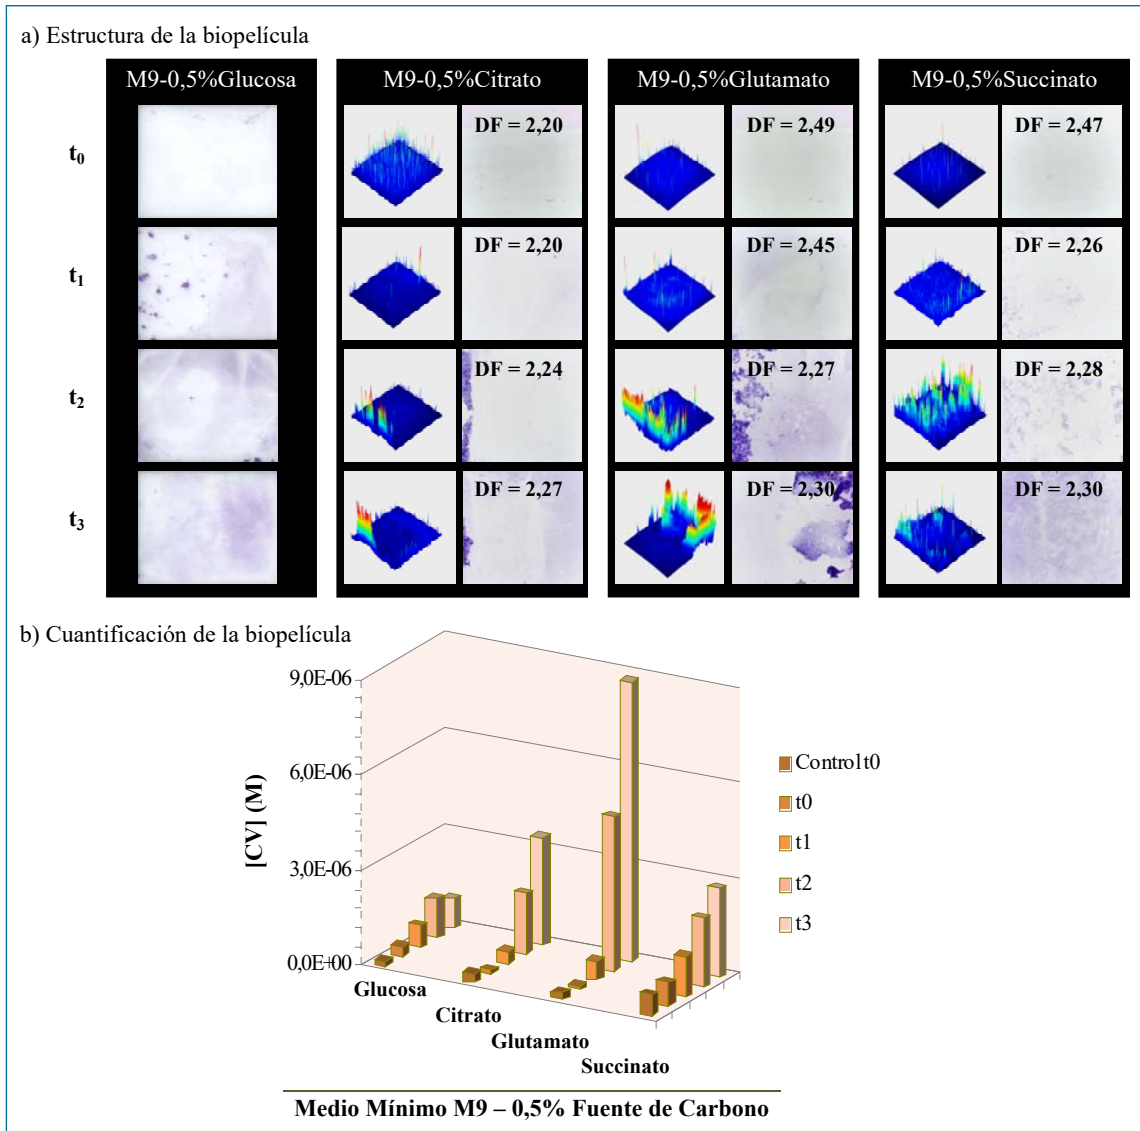 a) Estructura de la biopelícula
M9-0,5%Glucosa
M9-0,5%Citrato
M9-0,5%Glutamato
M9-0,5%Succinato
t0
DF = 2,20
DF = 2,49
DF = 2,47
t1
DF = 2,20
DF = 2,45
DF = 2,26
t2
DF = 2,24
DF = 2,27
DF = 2,28
t3
DF = 2,27
DF = 2,30
DF = 2,30
b) Cuantificación de la biopelícula
[CV] (M)
9,0E-06
6,0E-06
3,0E-06
0,0E+00
Glucosa
Citrato
Glutamato
Succinato
Control t0
t0
t1
t2
t3
Medio Mínimo M9 – 0,5% Fuente de Carbono